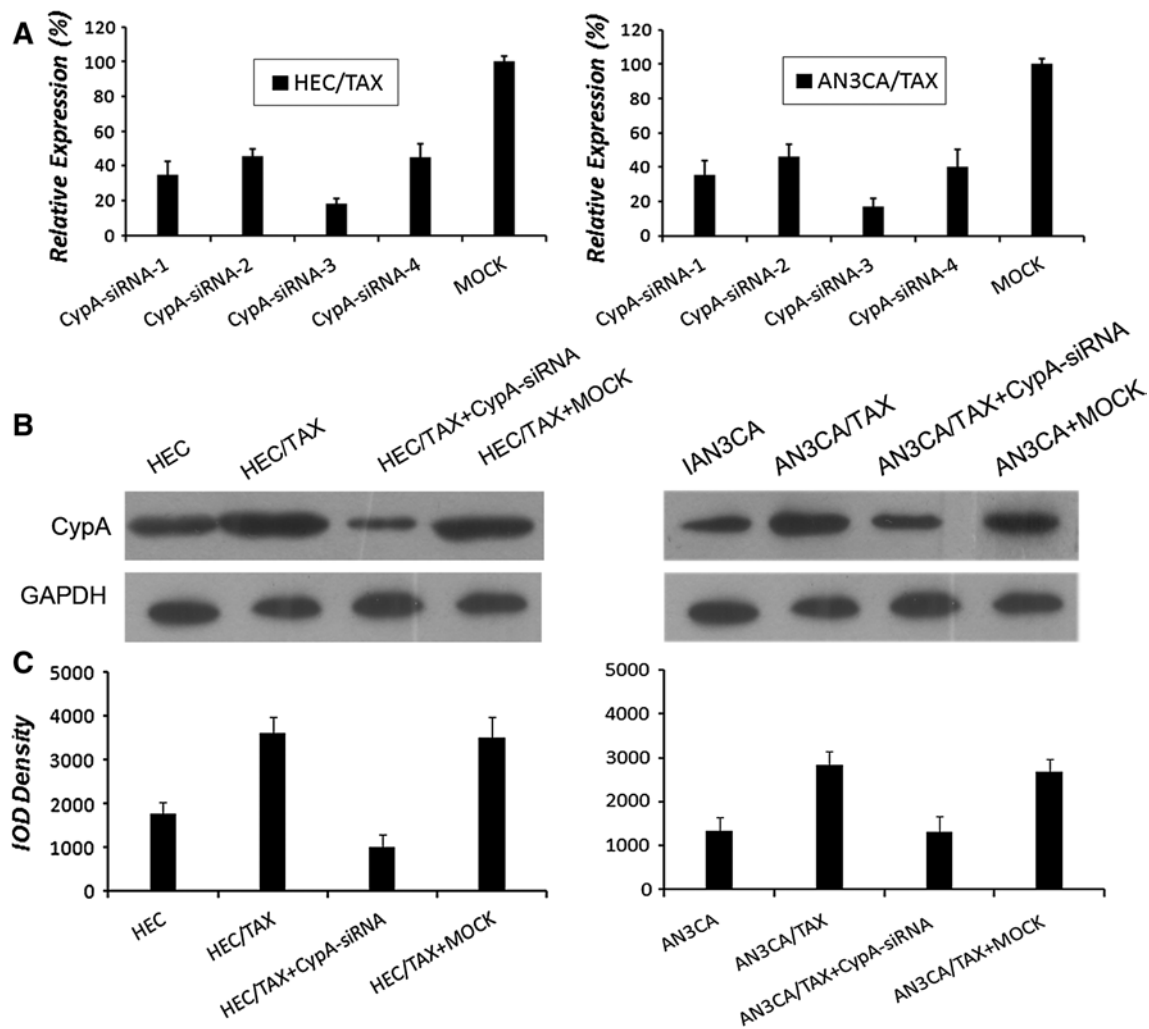 A
Relative Expression (%)
120
100
80
60
40
20
0
HEC/TAX
CypA-siRNA-1
CypA-siRNA-2
CypA-siRNA-3
CypA-siRNA-4
MOCK
Relative Expression (%)
120
100
80
60
40
20
0
AN3CA/TAX
CypA-siRNA-1
CypA-siRNA-2
CypA-siRNA-3
CypA-siRNA-4
MOCK
B
HEC
HEC/TAX
HEC/TAX+CypA-siRNA
HEC/TAX+MOCK
IAN3CA
AN3CA/TAX
AN3CA/TAX+CypA-siRNA
AN3CA+MOCK
CypA
GAPDH
C
IOD Density
5000
4000
3000
2000
1000
0
HEC
HEC/TAX
HEC/TAX+CypA-siRNA
HEC/TAX+MOCK
5000
4000
3000
2000
1000
0
AN3CA
AN3CA/TAX
AN3CA/TAX+CypA-siRNA
AN3CA/TAX+MOCK